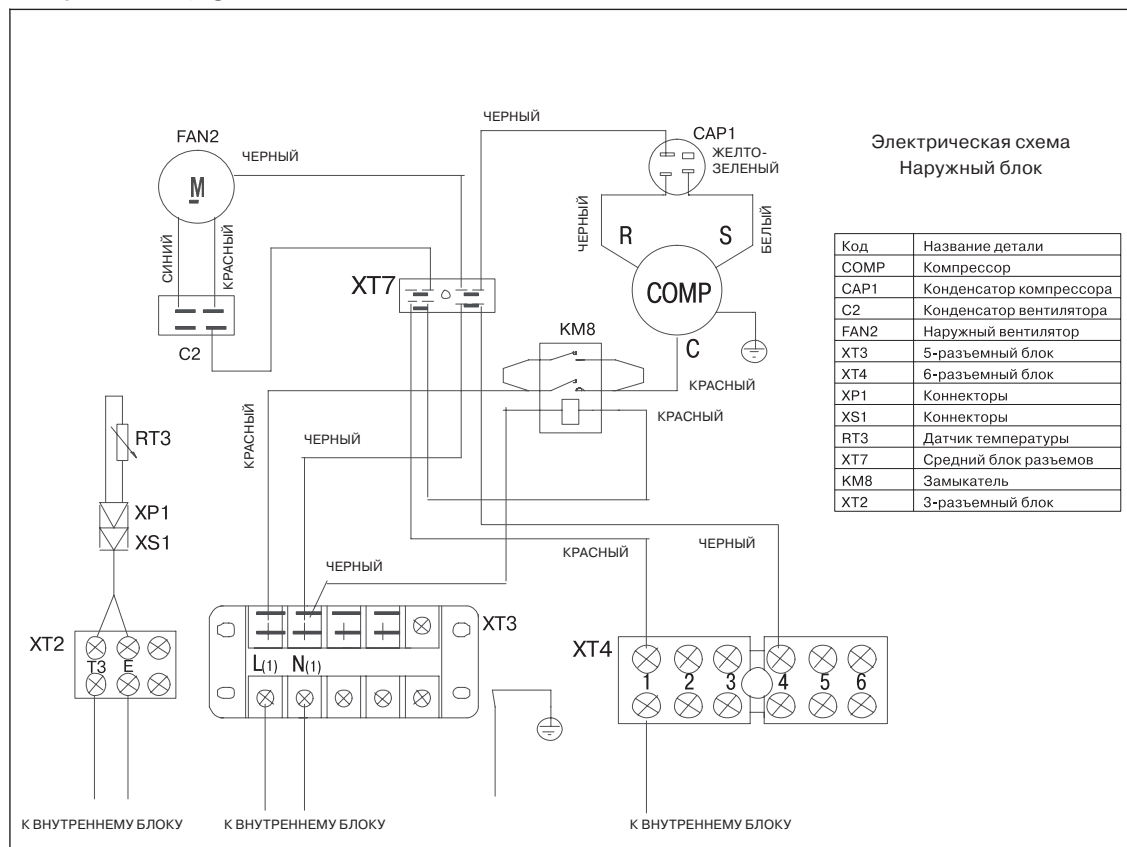 ЧЕРНЫЙ
FAN2
CAP1
ЧЕРНЫЙ
ЖЕЛТО-
ЗЕЛЕНЫЙ
Электрическая схема
Наружный блок
M
СИНИЙ
КРАСНЫЙ
ЧЕРНЫЙ
R
S
БЕЛЫЙ
XT7
COMP
C2
KM8
C
КРАСНЫЙ
КРАСНЫЙ
Код Название детали
COMP Компрессор
CAP1 Конденсатор компрессора
C2 Конденсатор вентилятора
FAN2 Наружный вентилятор
XT3 5-разъемный блок
XT4 6-разъемный блок
XP1 Коннекторы
XS1 Коннекторы
RT3 Датчик температуры
XT7 Средний блок разъемов
KM8 Замыкатель
XT2 3-разъемный блок
RT3
КРАСНЫЙ
ЧЕРНЫЙ
XP1
XS1
КРАСНЫЙ
ЧЕРНЫЙ
ЧЕРНЫЙ
XT2
T3 E
XT3
L(1) N(1)
XT4
1 2 3 4 5 6
К ВНУТРЕННЕМУ БЛОКУ
К ВНУТРЕННЕМУ БЛОКУ
К ВНУТРЕННЕМУ БЛОКУ